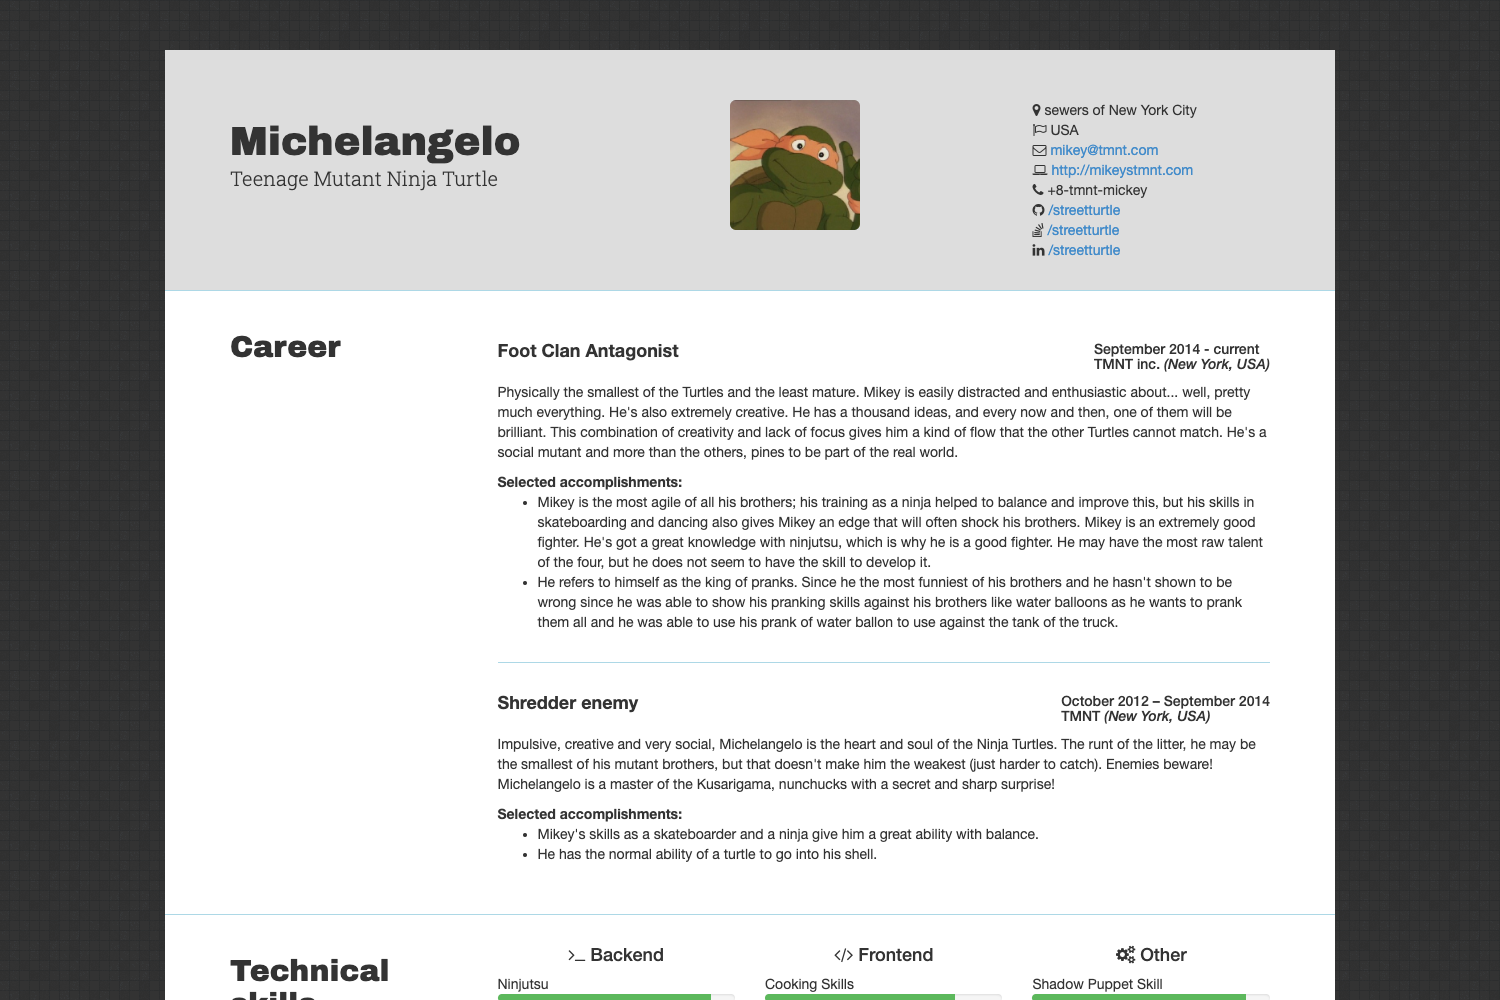 Michelangelo
Teenage Mutant Ninja Turtle
sewers of New York City
USA
mikey@tmnt.com
http://mikeystmnt.com
+8-tmnt-mickey
/streetturtle
/streetturtle
/streetturtle
Career
Foot Clan Antagonist
September 2014 - current
TMNT inc. (New York, USA)
Physically the smallest of the Turtles and the least mature. Mikey is easily distracted and enthusiastic about... well, pretty
much everything. He's also extremely creative. He has a thousand ideas, and every now and then, one of them will be
brilliant. This combination of creativity and lack of focus gives him a kind of flow that the other Turtles cannot match. He's a
social mutant and more than the others, pines to be part of the real world.
Selected accomplishments:
• Mikey is the most agile of all his brothers; his training as a ninja helped to balance and improve this, but his skills in
skateboarding and dancing also gives Mikey an edge that will often shock his brothers. Mikey is an extremely good
fighter. He's got a great knowledge with ninjutsu, which is why he is a good fighter. He may have the most raw talent
of the four, but he does not seem to have the skill to develop it.
• He refers to himself as the king of pranks. Since he the most funniest of his brothers and he hasn't shown to be
wrong since he was able to show his pranking skills against his brothers like water balloons as he wants to prank
them all and he was able to use his prank of water ballon to use against the tank of the truck.
Shredder enemy
October 2012 – September 2014
TMNT (New York, USA)
Impulsive, creative and very social, Michelangelo is the heart and soul of the Ninja Turtles. The runt of the litter, he may be
the smallest of his mutant brothers, but that doesn't make him the weakest (just harder to catch). Enemies beware!
Michelangelo is a master of the Kusarigama, nunchucks with a secret and sharp surprise!
Selected accomplishments:
• Mikey's skills as a skateboarder and a ninja give him a great ability with balance.
• He has the normal ability of a turtle to go into his shell.
Technical
skills
Backend
Ninjutsu
Frontend
Cooking Skills
Other
Shadow Puppet Skill